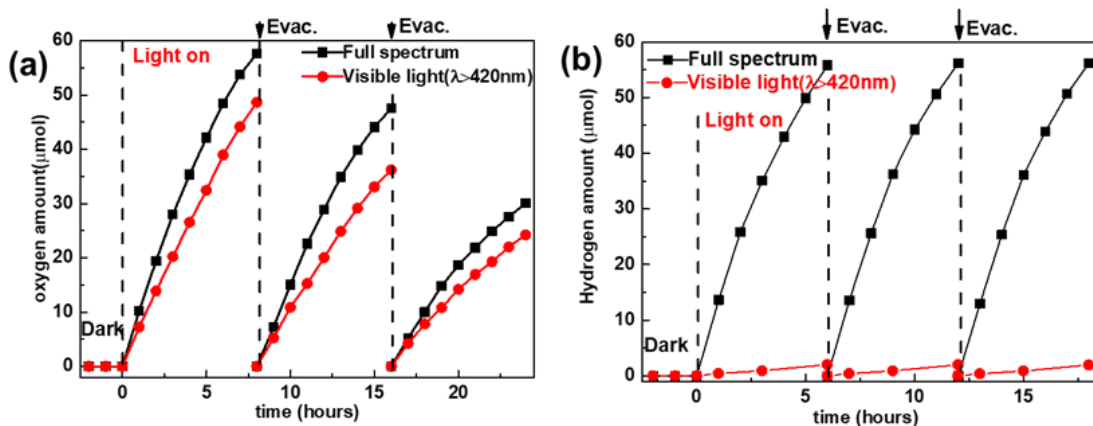 (a)
Evac.
Evac.
Light on
Full spectrum
Visible light(λ>420nm)
Dark
oxygen amount(μmol)
60
50
40
30
20
10
0
0
5
10
15
20
time (hours)
(b)
Evac.
Evac.
Full spectrum
Visible light(λ>420nm)
Light on
Dark
Hydrogen amount (μmol)
60
50
40
30
20
10
0
0
5
10
15
time (hours)